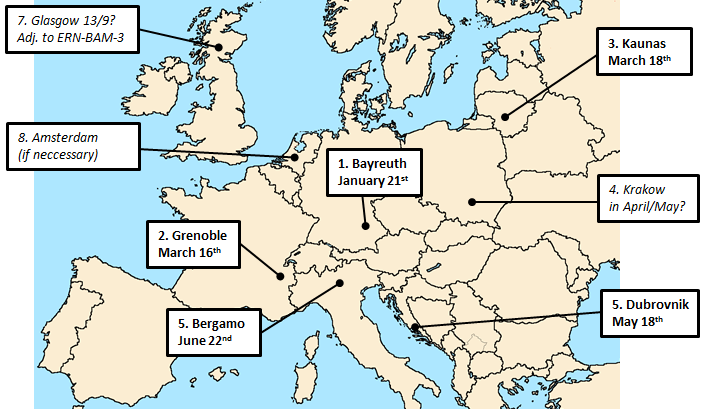 7. Glasgow 13/9?
Adj. to ERN-BAM-3
3. Kaunas
March 18th
8. Amsterdam
(if neccessary)
1. Bayreuth
January 21st
4. Krakow
in April/May?
2. Grenoble
March 16th
5. Bergamo
June 22nd
5. Dubrovnik
May 18th